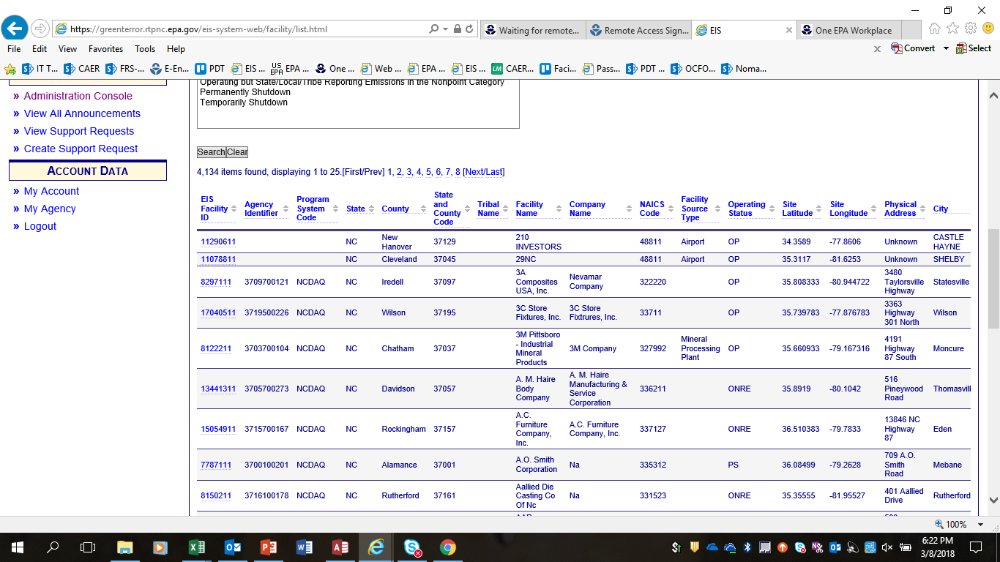 https://greenterror.rtpnc.epa.gov/eis-system-web/facility/list.html
Waiting for remote...
Remote Access Sign...
EIS
One EPA Workplace
File Edit View Favorites Tools Help
Convert Select
IT T... CAER FRS-... E-En... PDT EIS ... US EPA EPA ... One ... Web ... EPA ... EIS ... LM CAER... Faci... Pass... PDT ... OCFO... Noma...
Operating but State/Local/Tribe Reporting Emissions in the Nonpoint Category
Permanently Shutdown
Temporarily Shutdown
» Administration Console
» View All Announcements
» View Support Requests
» Create Support Request
ACCOUNT DATA
» My Account
» My Agency
» Logout
Search Clear
4,134 items found, displaying 1 to 25.[First/Prev] 1, 2, 3, 4, 5, 6, 7, 8 [Next/Last]
EIS Facility ID Agency Identifier Program System Code State County State and County Code Tribal Name Facility Name Company Name NAICS Code Facility Source Type Operating Status Site Latitude Site Longitude Physical Address City
11290611 NC New Hanover 37129 210 INVESTORS 48811 Airport OP 34.3589 -77.8606 Unknown CASTLE HAYNE
11078811 NC Cleveland 37045 29NC 48811 Airport OP 35.3117 -81.6253 Unknown SHELBY
8297111 3709700121 NCDAQ NC Iredell 37097 3A Composites USA, Inc. Nevamar Company 322220 OP 35.808333 -80.944722 3480 Taylorsville Highway Statesville
17040511 3719500226 NCDAQ NC Wilson 37195 3C Store Fixtures, Inc. 3C Store Fixtrures, Inc. 33711 OP 35.739783 -77.876783 3363 Highway 301 North Wilson
8122211 3703700104 NCDAQ NC Chatham 37037 3M Pittsboro - Industrial Mineral Products 3M Company 327992 Mineral Processing Plant OP 35.660933 -79.167316 4191 Highway 87 South Moncure
13441311 3705700273 NCDAQ NC Davidson 37057 A. M. Haire Body Company A. M. Haire Manufacturing & Service Corporation 336211 ONRE 35.8919 -80.1042 516 Pineywood Road Thomasvill
15054911 3715700167 NCDAQ NC Rockingham 37157 A.C. Furniture Company, Inc. A.C. Furniture Company, Inc. 337127 ONRE 36.510383 -79.7833 13846 NC Highway 87 Eden
7787111 3700100201 NCDAQ NC Alamance 37001 A.O. Smith Corporation Na 335312 PS 36.08499 -79.2628 709 A.O. Smith Road Mebane
8150211 3716100178 NCDAQ NC Rutherford 37161 Aallied Die Casting Co Of Nc Na 331523 ONRE 35.35555 -81.95527 401 Aallied Drive Rutherford
100%
6:22 PM
3/8/2018